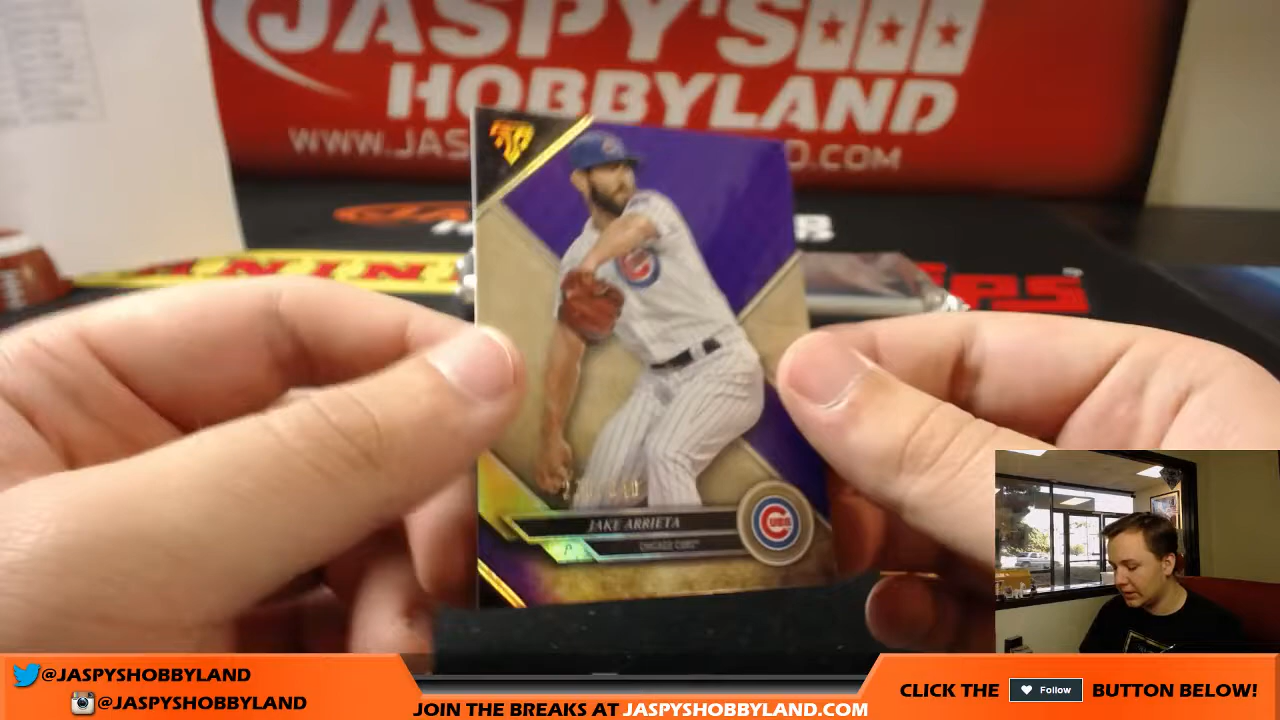 JASPY'S
HOBBYLAND
WWW.JAS
D.COM
JAKE ARRIETA
P
CHICAGO CUBS
CUBS
@JASPYSHOBBYLAND
@JASPYSHOBBYLAND
JOIN THE BREAKS AT JASPYSHOBBYLAND.COM
CLICK THE Follow BUTTON BELOW!